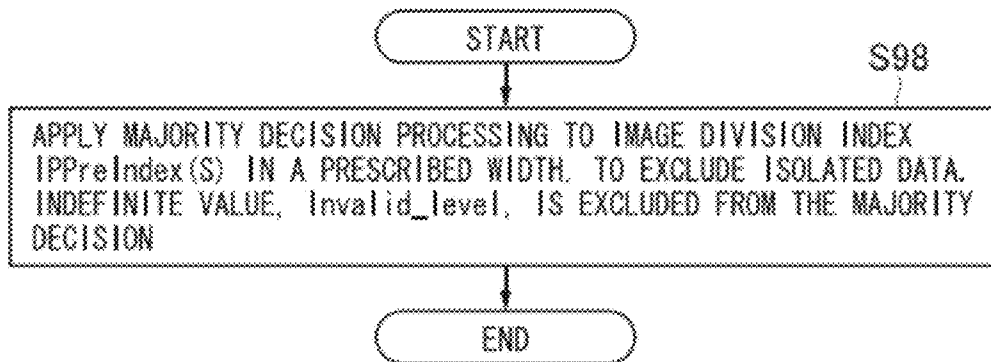 START
S98
APPLY MAJORITY DECISION PROCESSING TO IMAGE DIVISION INDEX
IPPreIndex(S) IN A PRESCRIBED WIDTH, TO EXCLUDE ISOLATED DATA.
INDEFINITE VALUE, Invalid_level, IS EXCLUDED FROM THE MAJORITY
DECISION
END